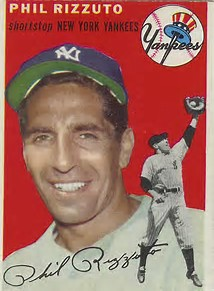 PHIL RIZZUTO
shortstop NEW YORK YANKEES
Yankees
NY
Phil Rizzuto